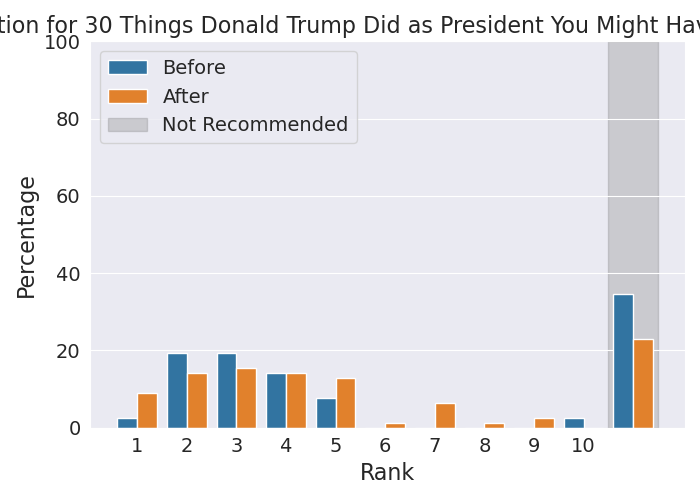 tion for 30 Things Donald Trump Did as President You Might Hav
100
80
60
40
20
0
Percentage
Before
After
Not Recommended
1 2 3 4 5 6 7 8 9 10
Rank